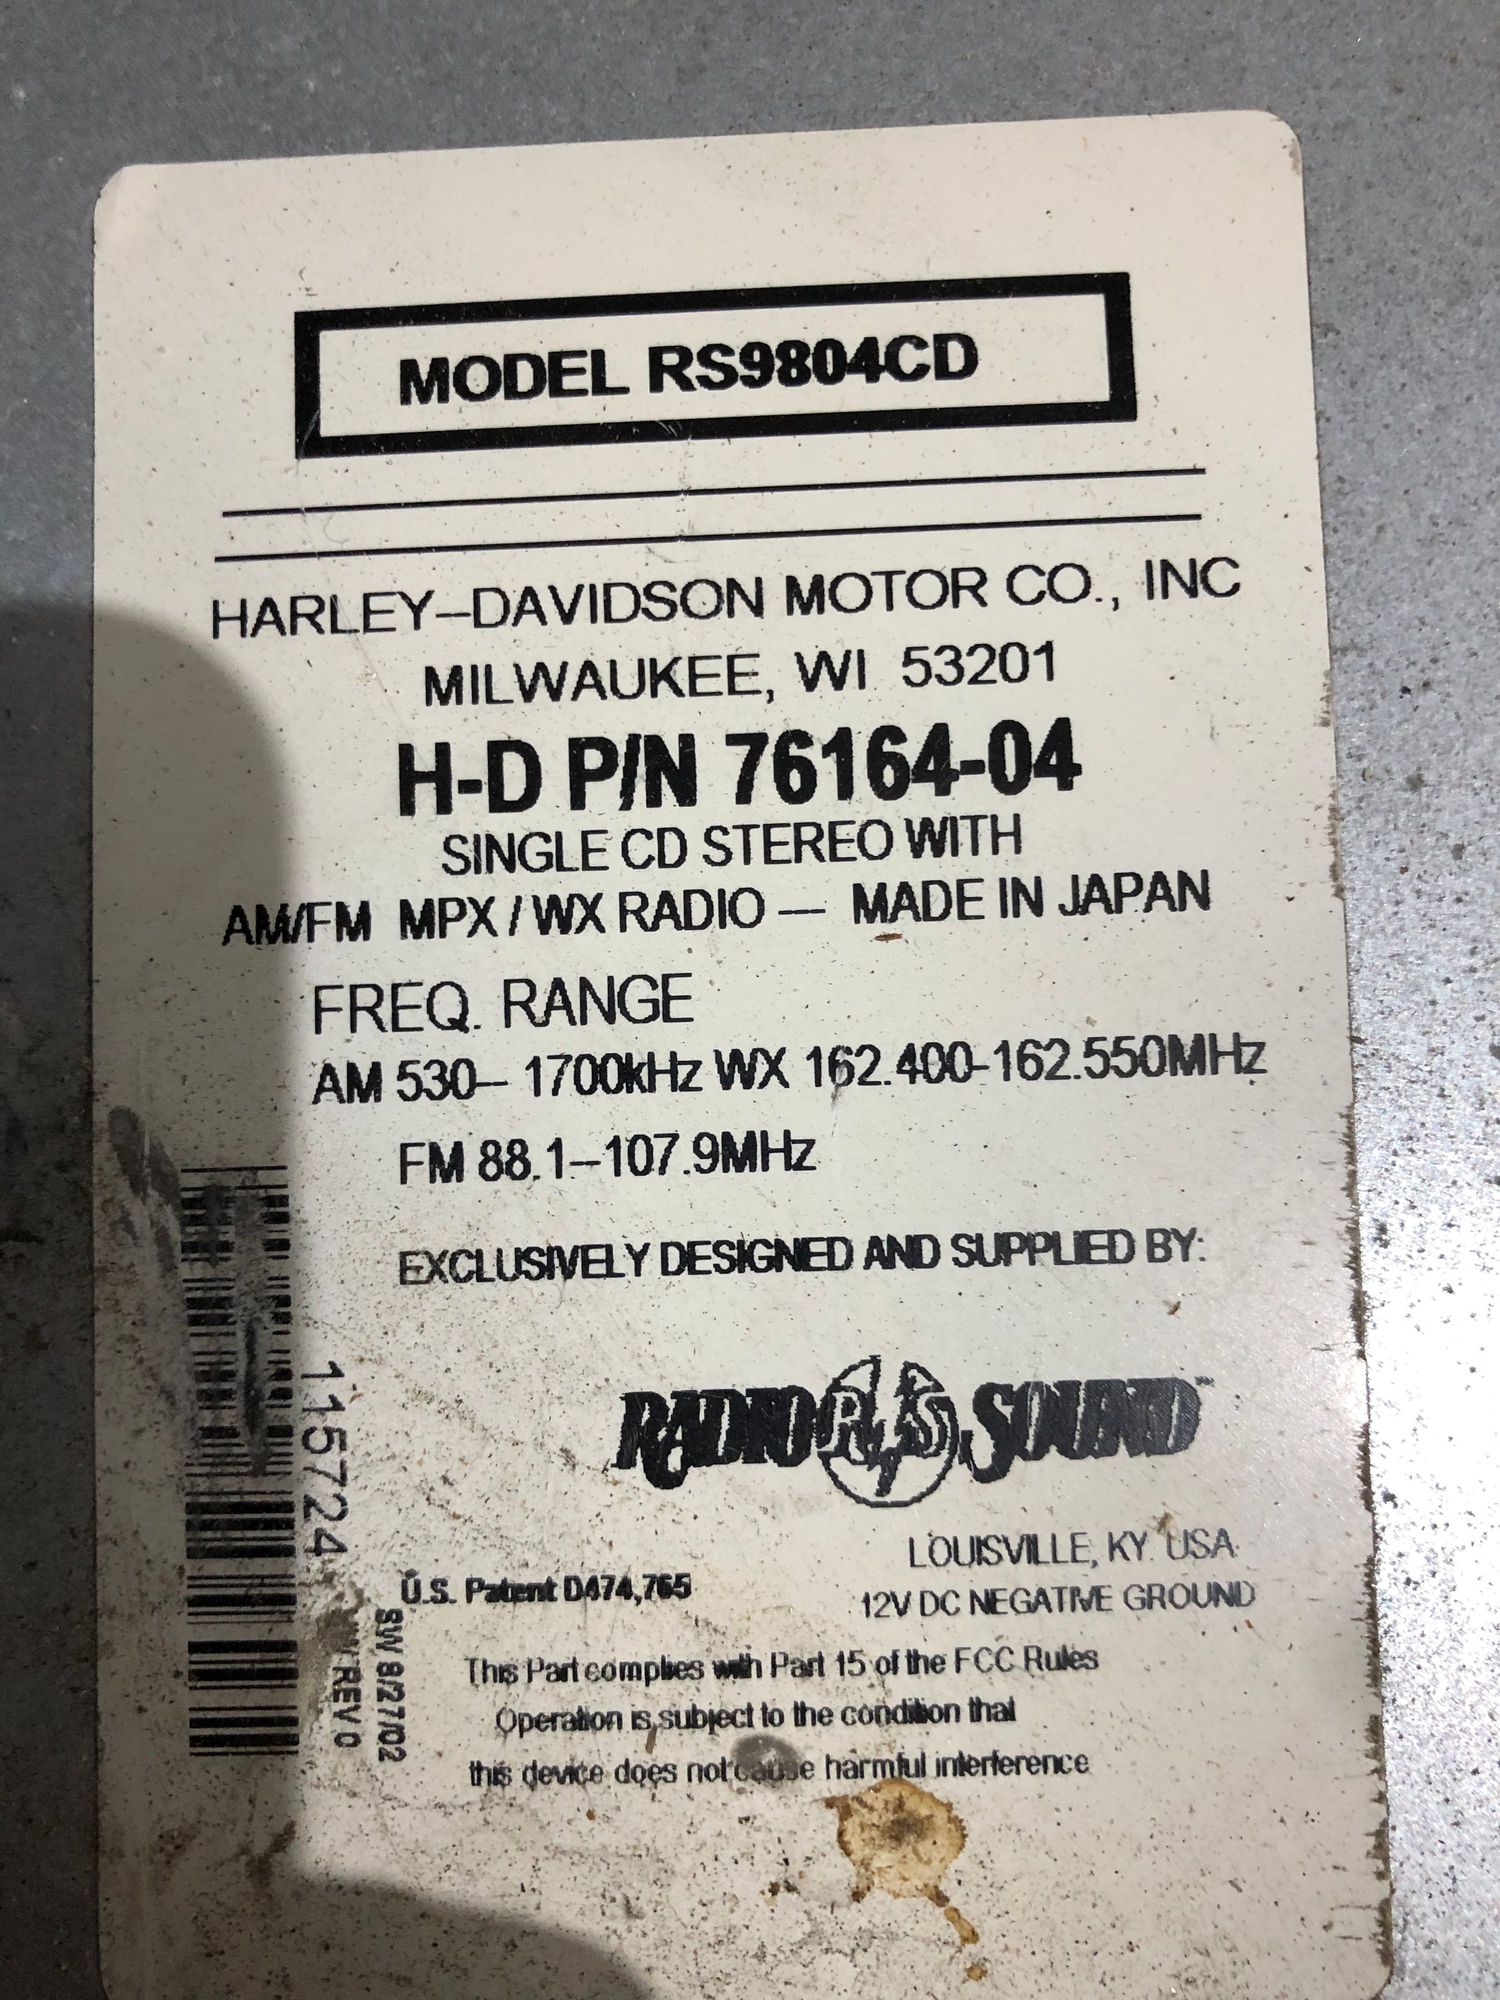 MODEL RS9804CD
HARLEY–DAVIDSON MOTOR CO., INC
MILWAUKEE, WI 53201
H-D P/N 76164-04
SINGLE CD STEREO WITH
AM/FM MPX / WX RADIO — MADE IN JAPAN
FREQ. RANGE
AM 530– 1700kHz WX 162.400-162.550MHz
FM 88.1–107.9MHz
EXCLUSIVELY DESIGNED AND SUPPLIED BY:
RADIO RS SOUND™
LOUISVILLE, KY. USA
12V DC NEGATIVE GROUND
U.S. Patent D474,765
This Part complies with Part 15 of the FCC Rules
Operation is subject to the condition that
this device does not cause harmful interference
115724
REV 0
SW 8/27/02